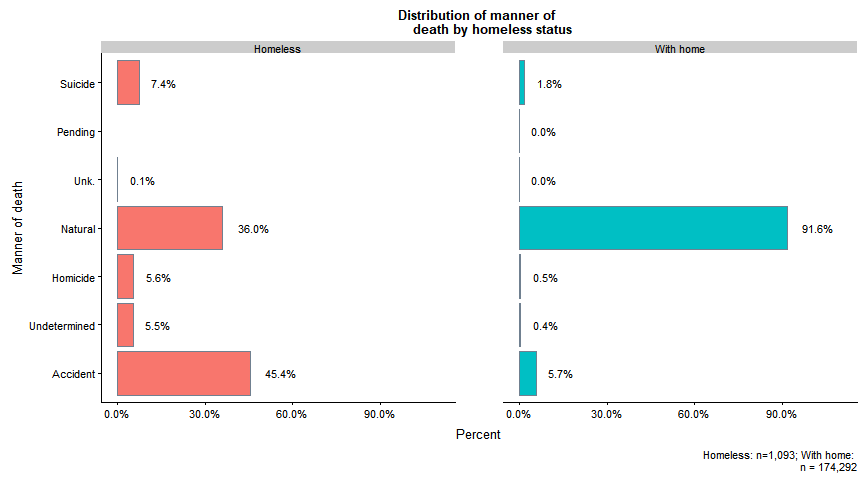 Distribution of manner of
death by homeless status
Homeless
With home
Manner of death
Suicide
7.4%
1.8%
Pending
0.0%
Unk.
0.1%
0.0%
Natural
36.0%
91.6%
Homicide
5.6%
0.5%
Undetermined
5.5%
0.4%
Accident
45.4%
5.7%
0.0% 30.0% 60.0% 90.0%
0.0% 30.0% 60.0% 90.0%
Percent
Homeless: n=1,093; With home:
n = 174,292